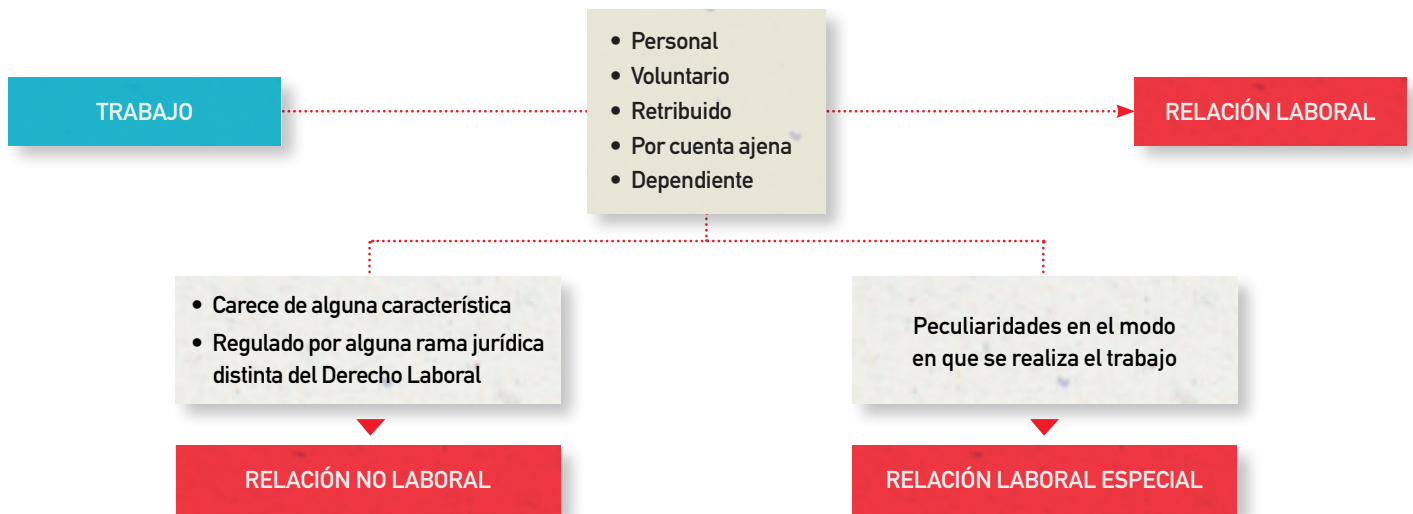 TRABAJO
• Personal
• Voluntario
• Retribuido
• Por cuenta ajena
• Dependiente
RELACIÓN LABORAL
• Carece de alguna característica
• Regulado por alguna rama jurídica
distinta del Derecho Laboral
Peculiaridades en el modo
en que se realiza el trabajo
RELACIÓN NO LABORAL
RELACIÓN LABORAL ESPECIAL